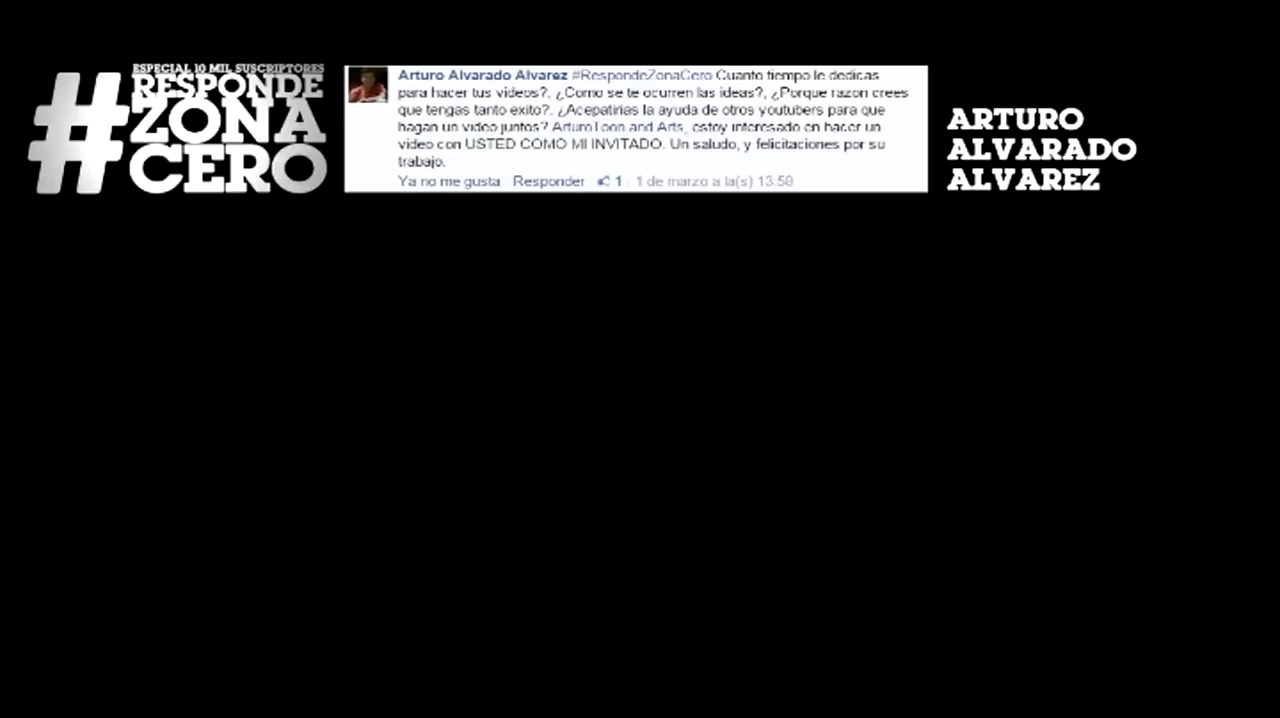 ESPECIAL 10 MIL SUSCRIPTORES
#RESPONDE
ZONA
CERO
Arturo Alvarado Alvarez #RespondeZonaCero Cuanto tiempo le dedicas
para hacer tus videos?, ¿Como se te ocurren las ideas?, ¿Porque razon crees
que tengas tanto exito?, ¿Acepatirias la ayuda de otros youtubers para que
hagan un video juntos? ArturoToon and Arts, estoy interesado en hacer un
video con USTED COMO MI INVITADO. Un saludo, y felicitaciones por su
trabajo.
Ya no me gusta Responder 1 1 de marzo a la(s) 13:58
ARTURO
ALVARADO
ALVAREZ